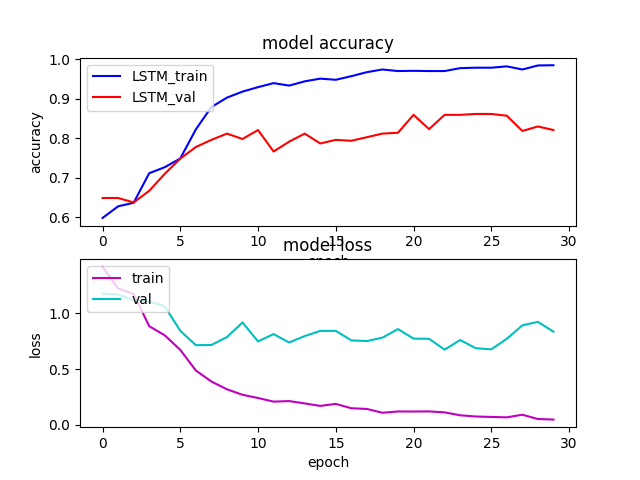 model accuracy
1.0
0.9
0.8
0.7
0.6
accuracy
LSTM_train
LSTM_val
0 5 10 15 20 25 30
epoch
model loss
1.0
0.5
0.0
loss
train
val
0 5 10 15 20 25 30
epoch